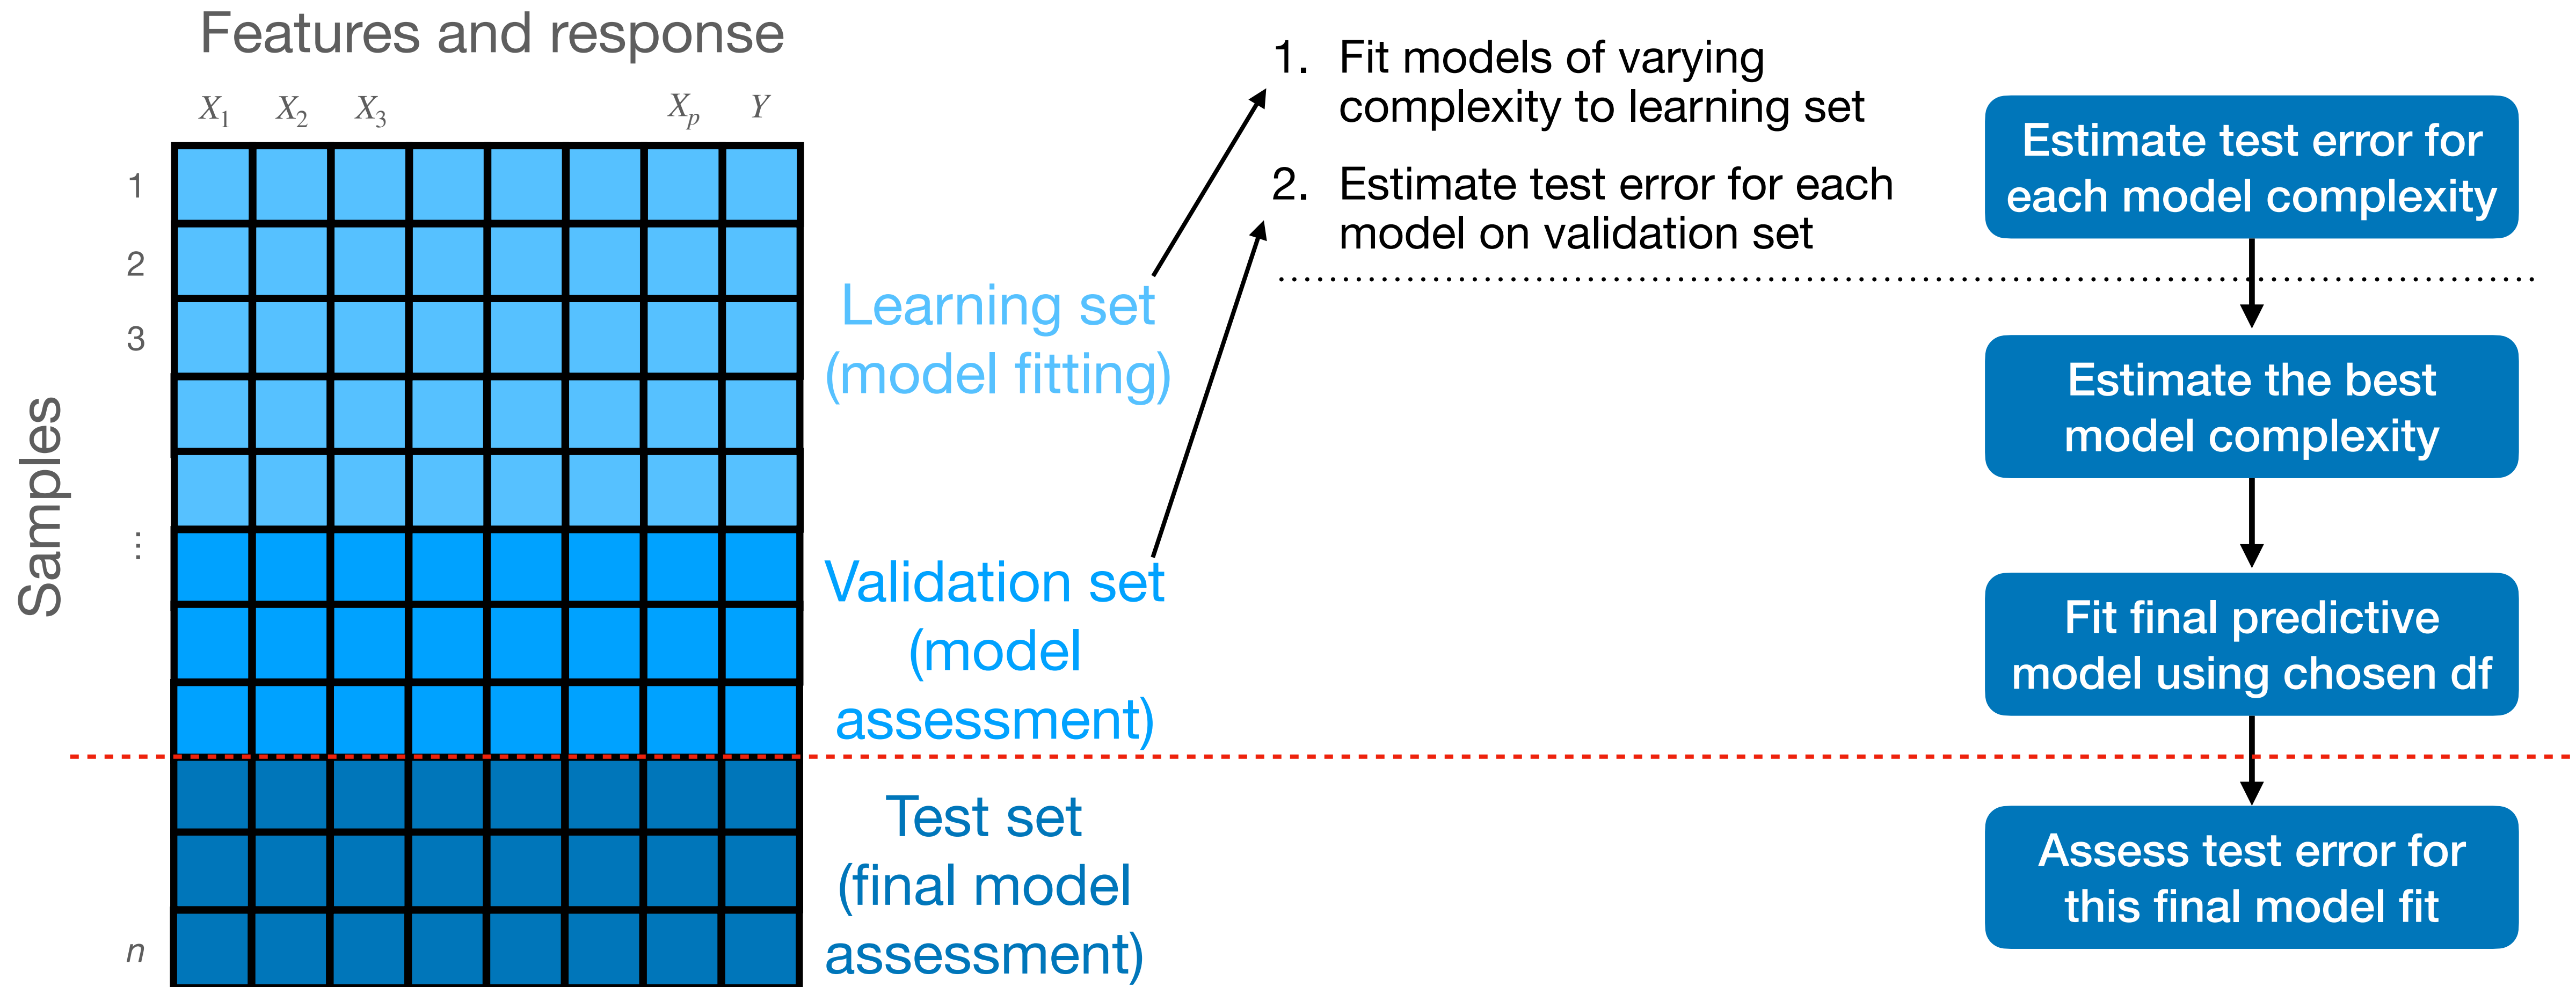 Features and response
X₁ X₂ X₃ Xₚ Y
Samples
1
2
3
⋮
n
Learning set
(model fitting)
Validation set
(model
assessment)
Test set
(final model
assessment)
1. Fit models of varying
complexity to learning set
2. Estimate test error for each
model on validation set
Estimate test error for
each model complexity
Estimate the best
model complexity
Fit final predictive
model using chosen df
Assess test error for
this final model fit